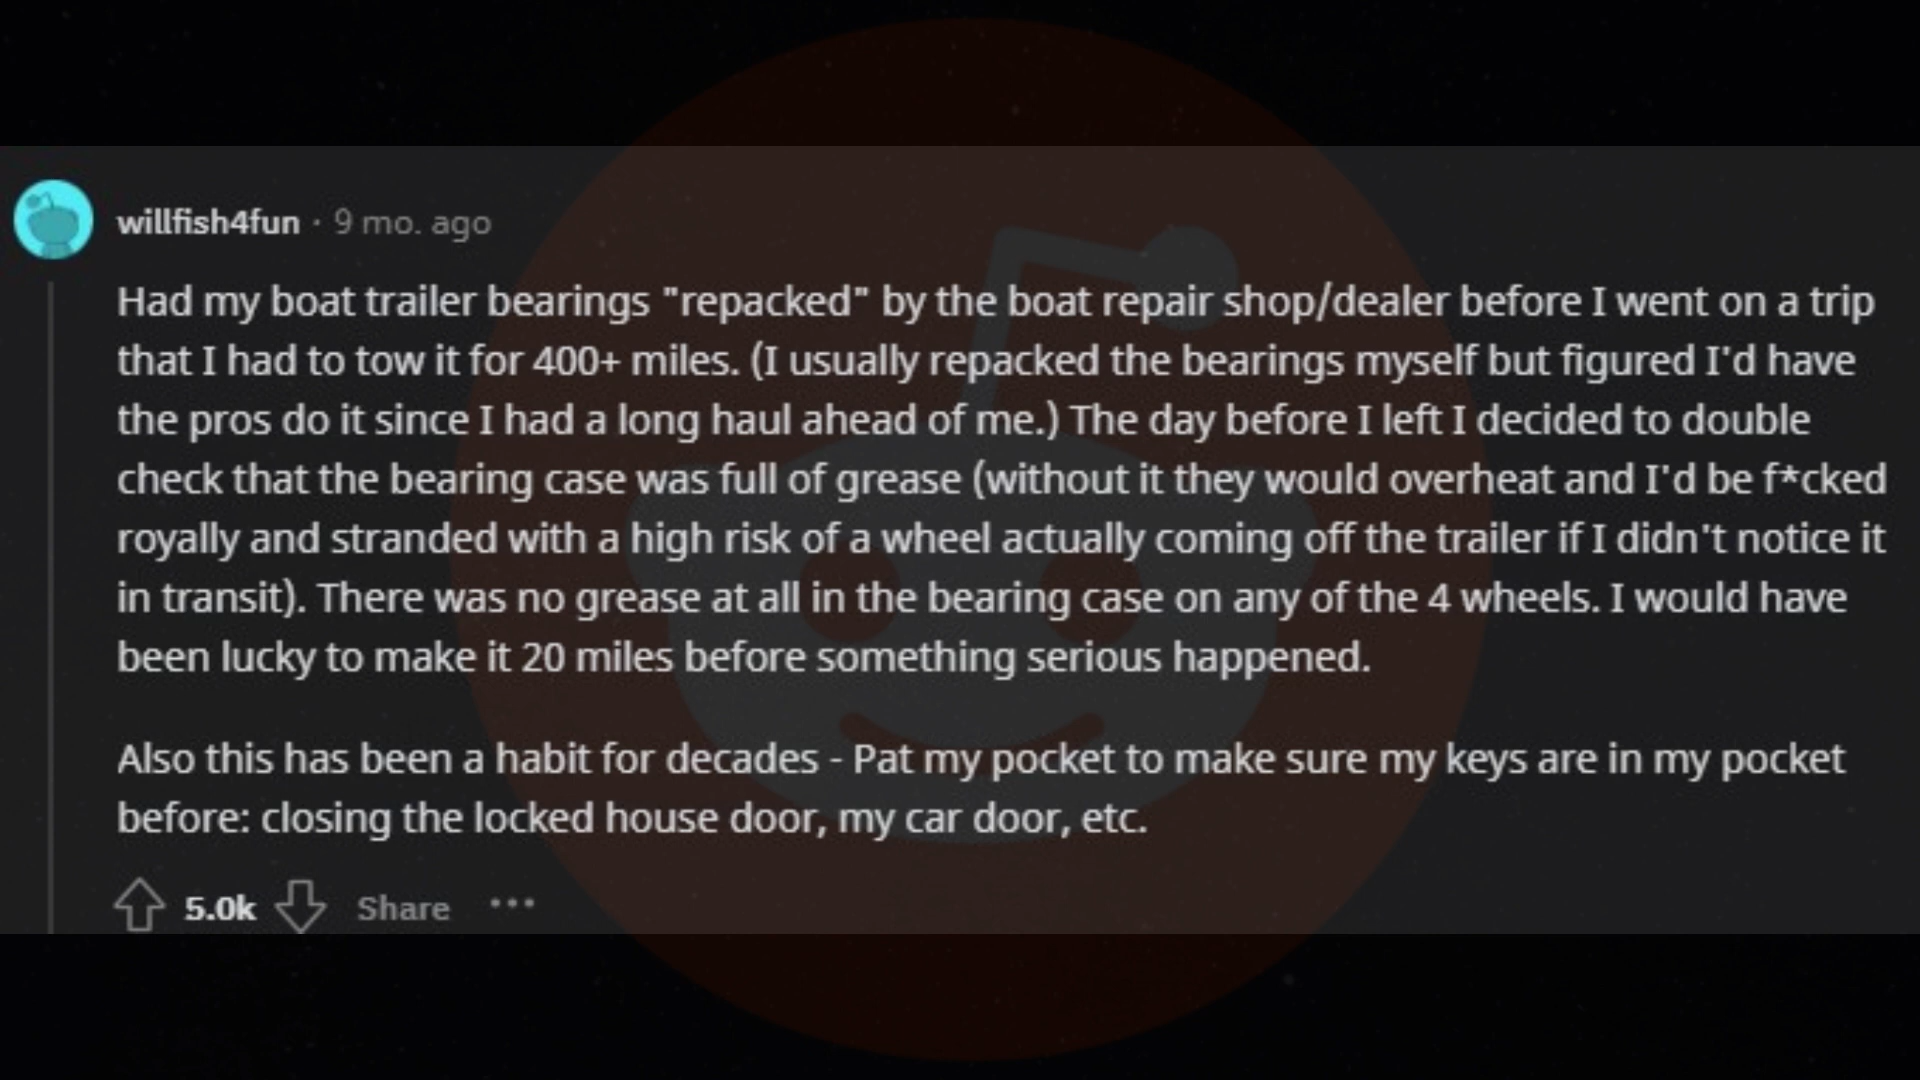 willfish4fun · 9 mo. ago
Had my boat trailer bearings "repacked" by the boat repair shop/dealer before I went on a trip
that I had to tow it for 400+ miles. (I usually repacked the bearings myself but figured I'd have
the pros do it since I had a long haul ahead of me.) The day before I left I decided to double
check that the bearing case was full of grease (without it they would overheat and I'd be f*cked
royally and stranded with a high risk of a wheel actually coming off the trailer if I didn't notice it
in transit). There was no grease at all in the bearing case on any of the 4 wheels. I would have
been lucky to make it 20 miles before something serious happened.
Also this has been a habit for decades - Pat my pocket to make sure my keys are in my pocket
before: closing the locked house door, my car door, etc.
5.0k Share ...